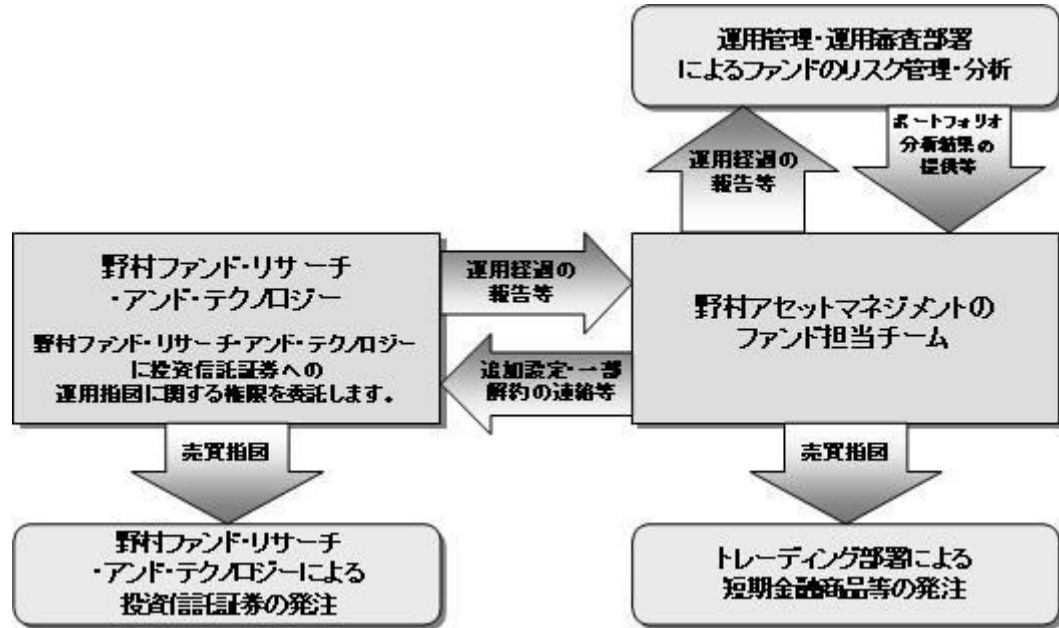 運用管理・運用審査部署
によるファンドのリスク管理・分析
運用経過の
報告等
ポートフォリオ
分析結果の
提供等
野村ファンド・リサーチ
・アンド・テクノロジー
野村ファンド・リサーチ・アンド・テクノロジー
に投資信託証券への
運用指図に関する権限を委託します。
運用経過の
報告等
追加設定・一部
解約の連絡等
野村アセットマネジメントの
ファンド担当チーム
売買指図
売買指図
野村ファンド・リサーチ
・アンド・テクノロジーによる
投資信託証券の発注
トレーディング部署による
短期金融商品等の発注